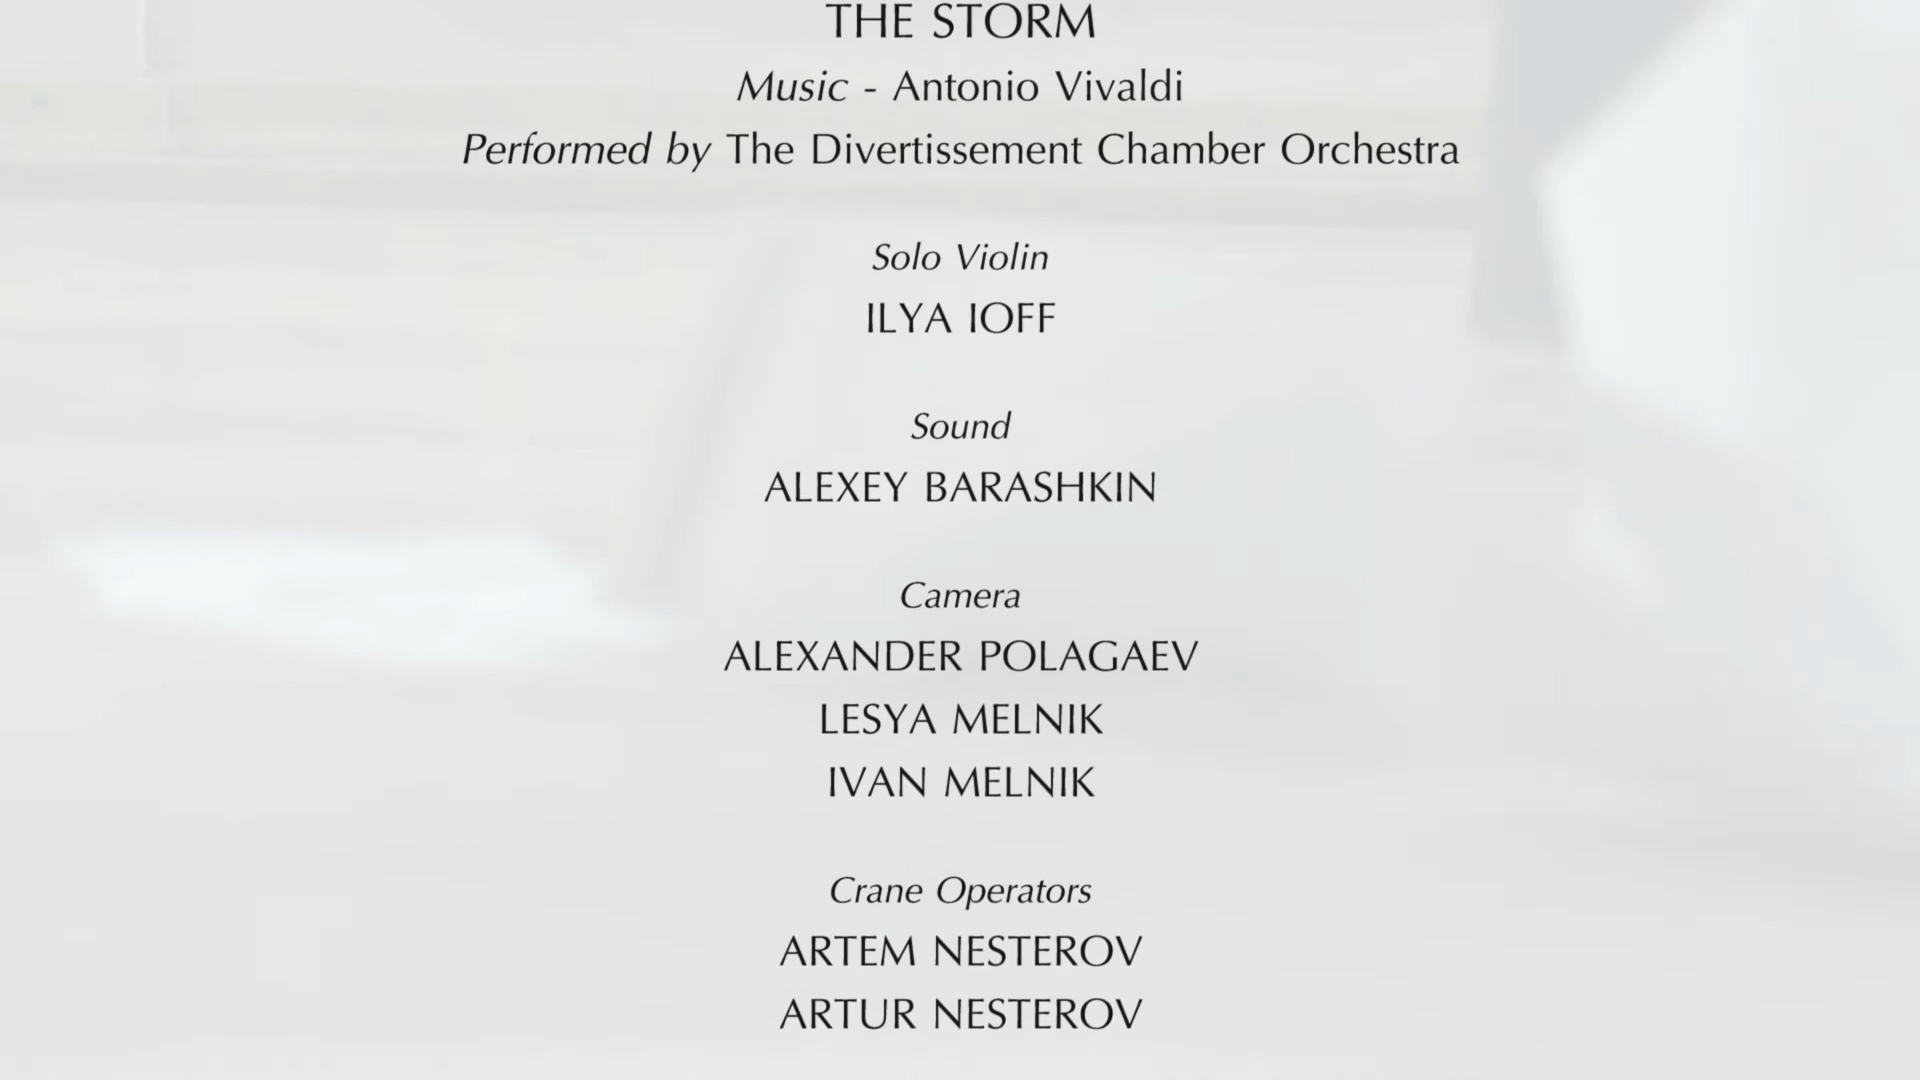 THE STORM
Music - Antonio Vivaldi
Performed by The Divertissement Chamber Orchestra
Solo Violin
ILYA IOFF
Sound
ALEXEY BARASHKIN
Camera
ALEXANDER POLAGAEV
LESYA MELNIK
IVAN MELNIK
Crane Operators
ARTEM NESTEROV
ARTUR NESTEROV